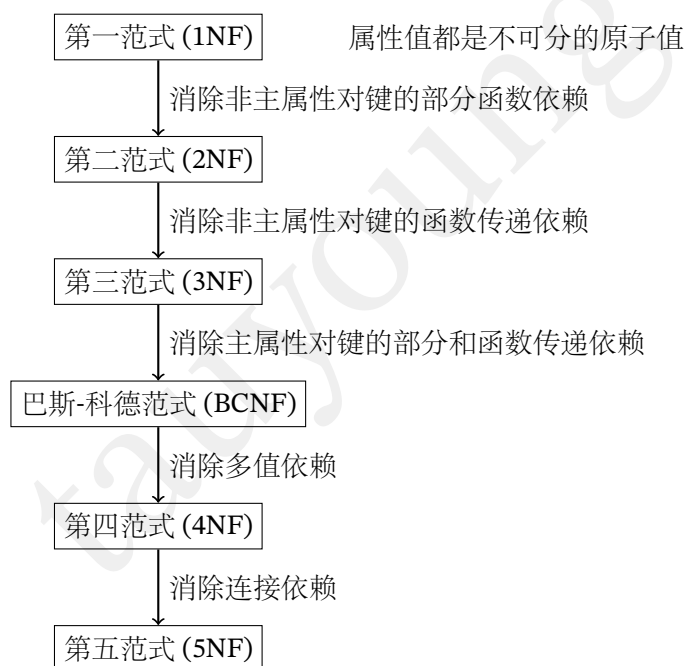 第一范式 (1NF) 属性值都是不可分的原子值
消除非主属性对键的部分函数依赖
第二范式 (2NF)
消除非主属性对键的函数传递依赖
第三范式 (3NF)
消除主属性对键的部分和函数传递依赖
巴斯-科德范式 (BCNF)
消除多值依赖
第四范式 (4NF)
消除连接依赖
第五范式 (5NF)
tauyoung